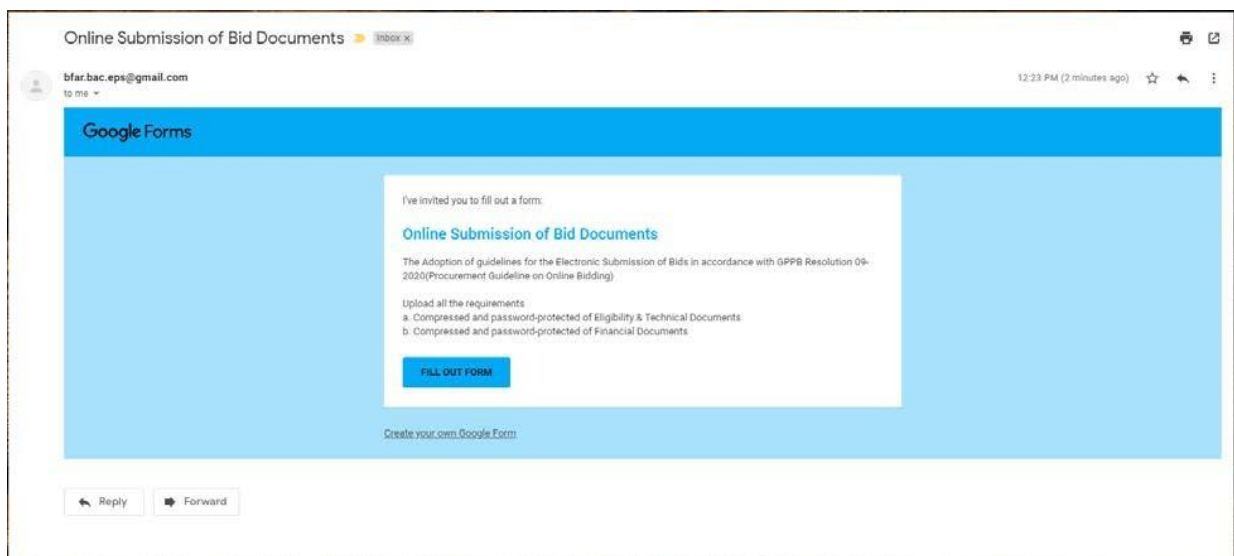 Online Submission of Bid Documents
Inbox x
bfar.bac.eps@gmail.com
12:23 PM (2 minutes ago)
to me
Google Forms
I've invited you to fill out a form:
Online Submission of Bid Documents
The Adoption of guidelines for the Electronic Submission of Bids in accordance with GPPB Resolution 09-
2020(Procurement Guideline on Online Bidding)
Upload all the requirements
a. Compressed and password-protected of Eligibility & Technical Documents
b. Compressed and password-protected of Financial Documents
FILL OUT FORM
Create your own Google Form
Reply
Forward